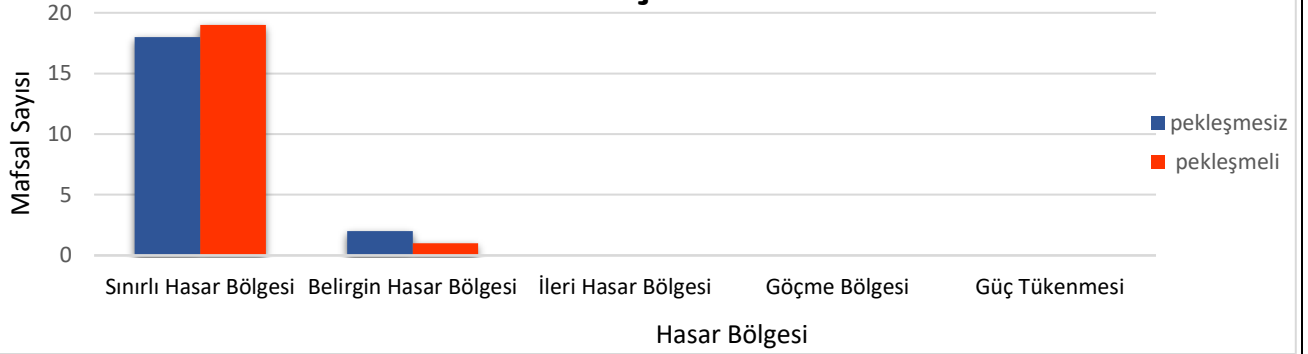 20
15
10
5
0
Mafsal Sayısı
Sınırlı Hasar Bölgesi Belirgin Hasar Bölgesi İleri Hasar Bölgesi Göçme Bölgesi Güç Tükenmesi
Hasar Bölgesi
pekleşmesiz
pekleşmeli